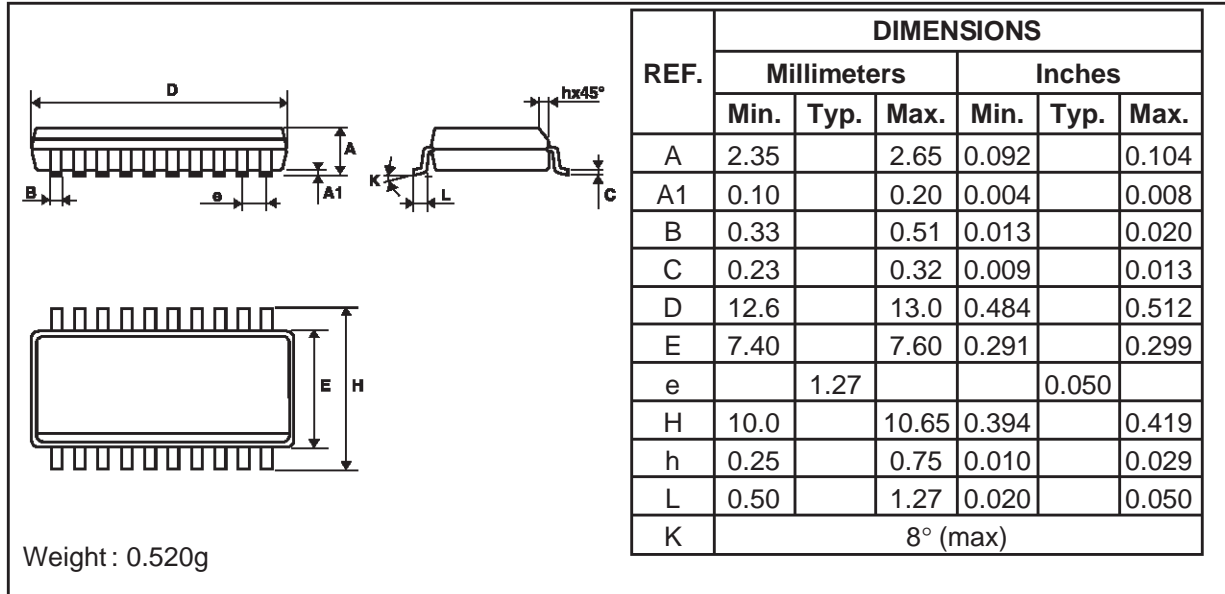 D
A
B
e
A1
hx45°
K
L
C
E
H
Weight : 0.520g
REF. DIMENSIONS
Millimeters Inches
Min. Typ. Max. Min. Typ. Max.
A 2.35 2.65 0.092 0.104
A1 0.10 0.20 0.004 0.008
B 0.33 0.51 0.013 0.020
C 0.23 0.32 0.009 0.013
D 12.6 13.0 0.484 0.512
E 7.40 7.60 0.291 0.299
e 1.27 0.050
H 10.0 10.65 0.394 0.419
h 0.25 0.75 0.010 0.029
L 0.50 1.27 0.020 0.050
K 8° (max)